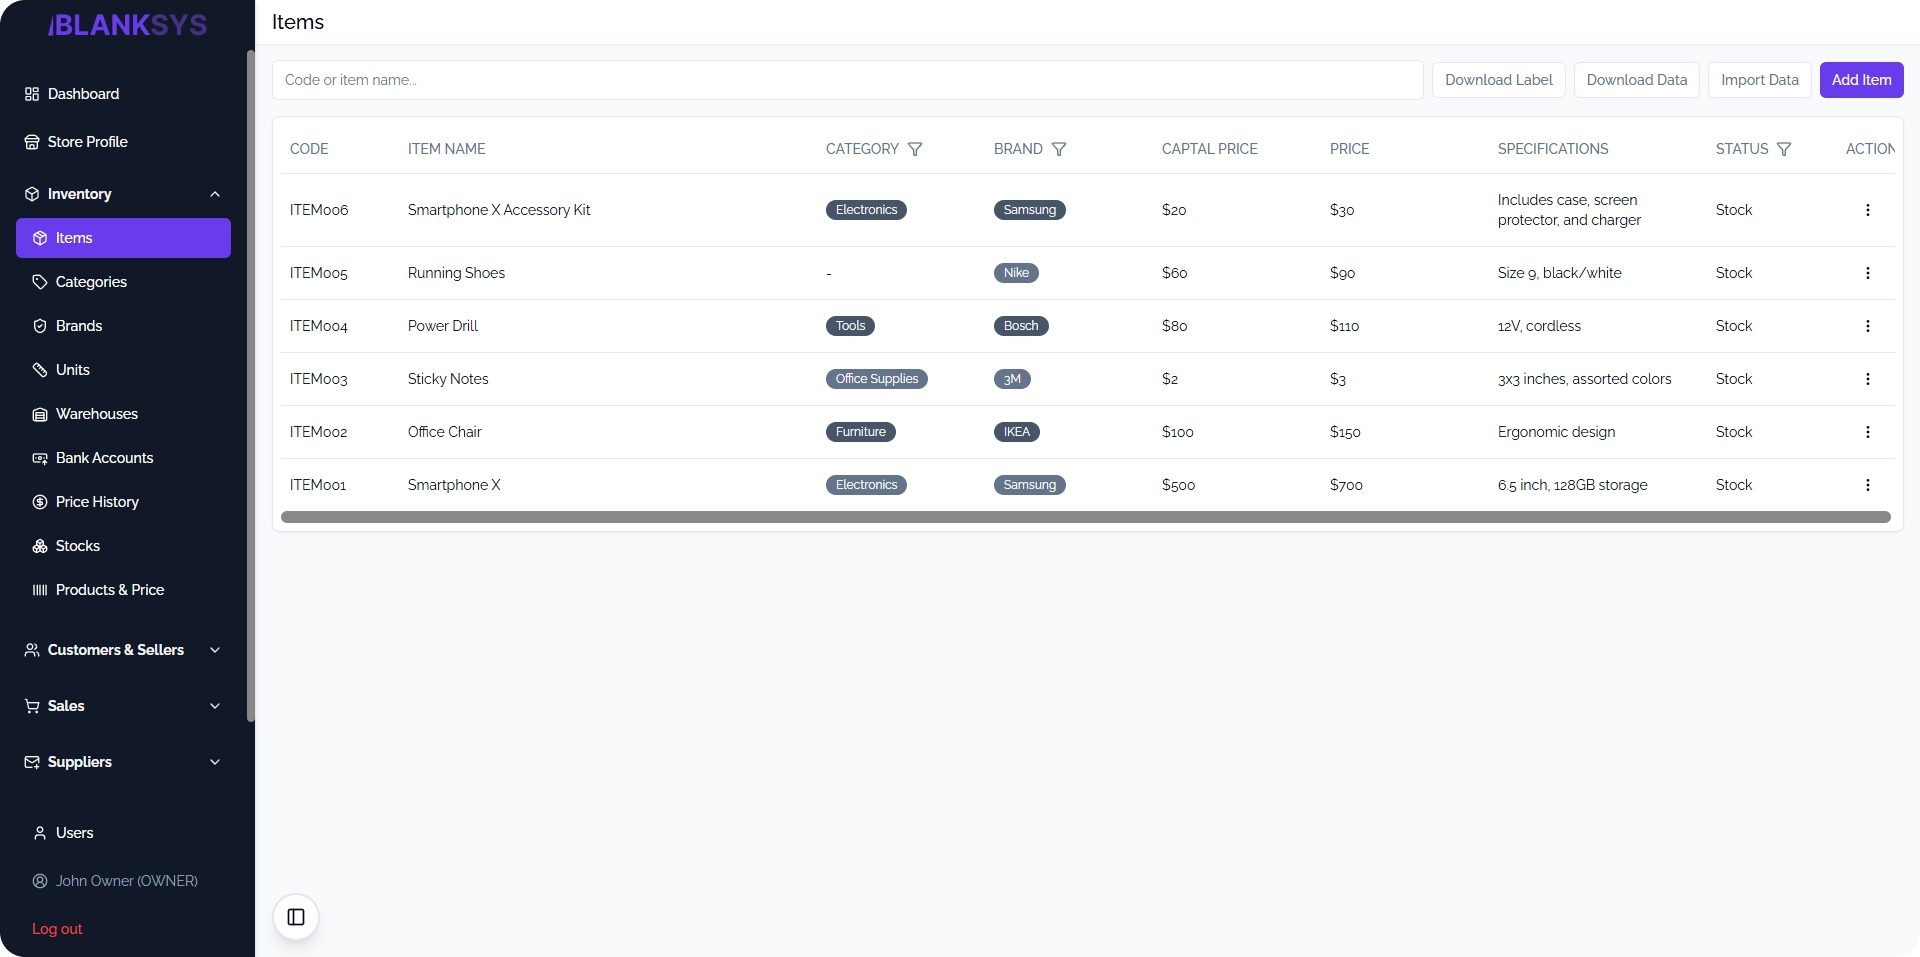 BLANKSYS
Items
Dashboard
Store Profile
Inventory
Items
Categories
Brands
Units
Warehouses
Bank Accounts
Price History
Stocks
Products & Price
Customers & Sellers
Sales
Suppliers
Users
John Owner (OWNER)
Log out
Code or item name...
Download Label
Download Data
Import Data
Add Item
CODE ITEM NAME CATEGORY BRAND CAPTAL PRICE PRICE SPECIFICATIONS STATUS ACTION
ITEM006 Smartphone X Accessory Kit Electronics Samsung $20 $30 Includes case, screen
protector, and charger Stock
ITEM005 Running Shoes - Nike $60 $90 Size 9, black/white Stock
ITEM004 Power Drill Tools Bosch $80 $110 12V, cordless Stock
ITEM003 Sticky Notes Office Supplies 3M $2 $3 3x3 inches, assorted colors Stock
ITEM002 Office Chair Furniture IKEA $100 $150 Ergonomic design Stock
ITEM001 Smartphone X Electronics Samsung $500 $700 6.5 inch, 128GB storage Stock